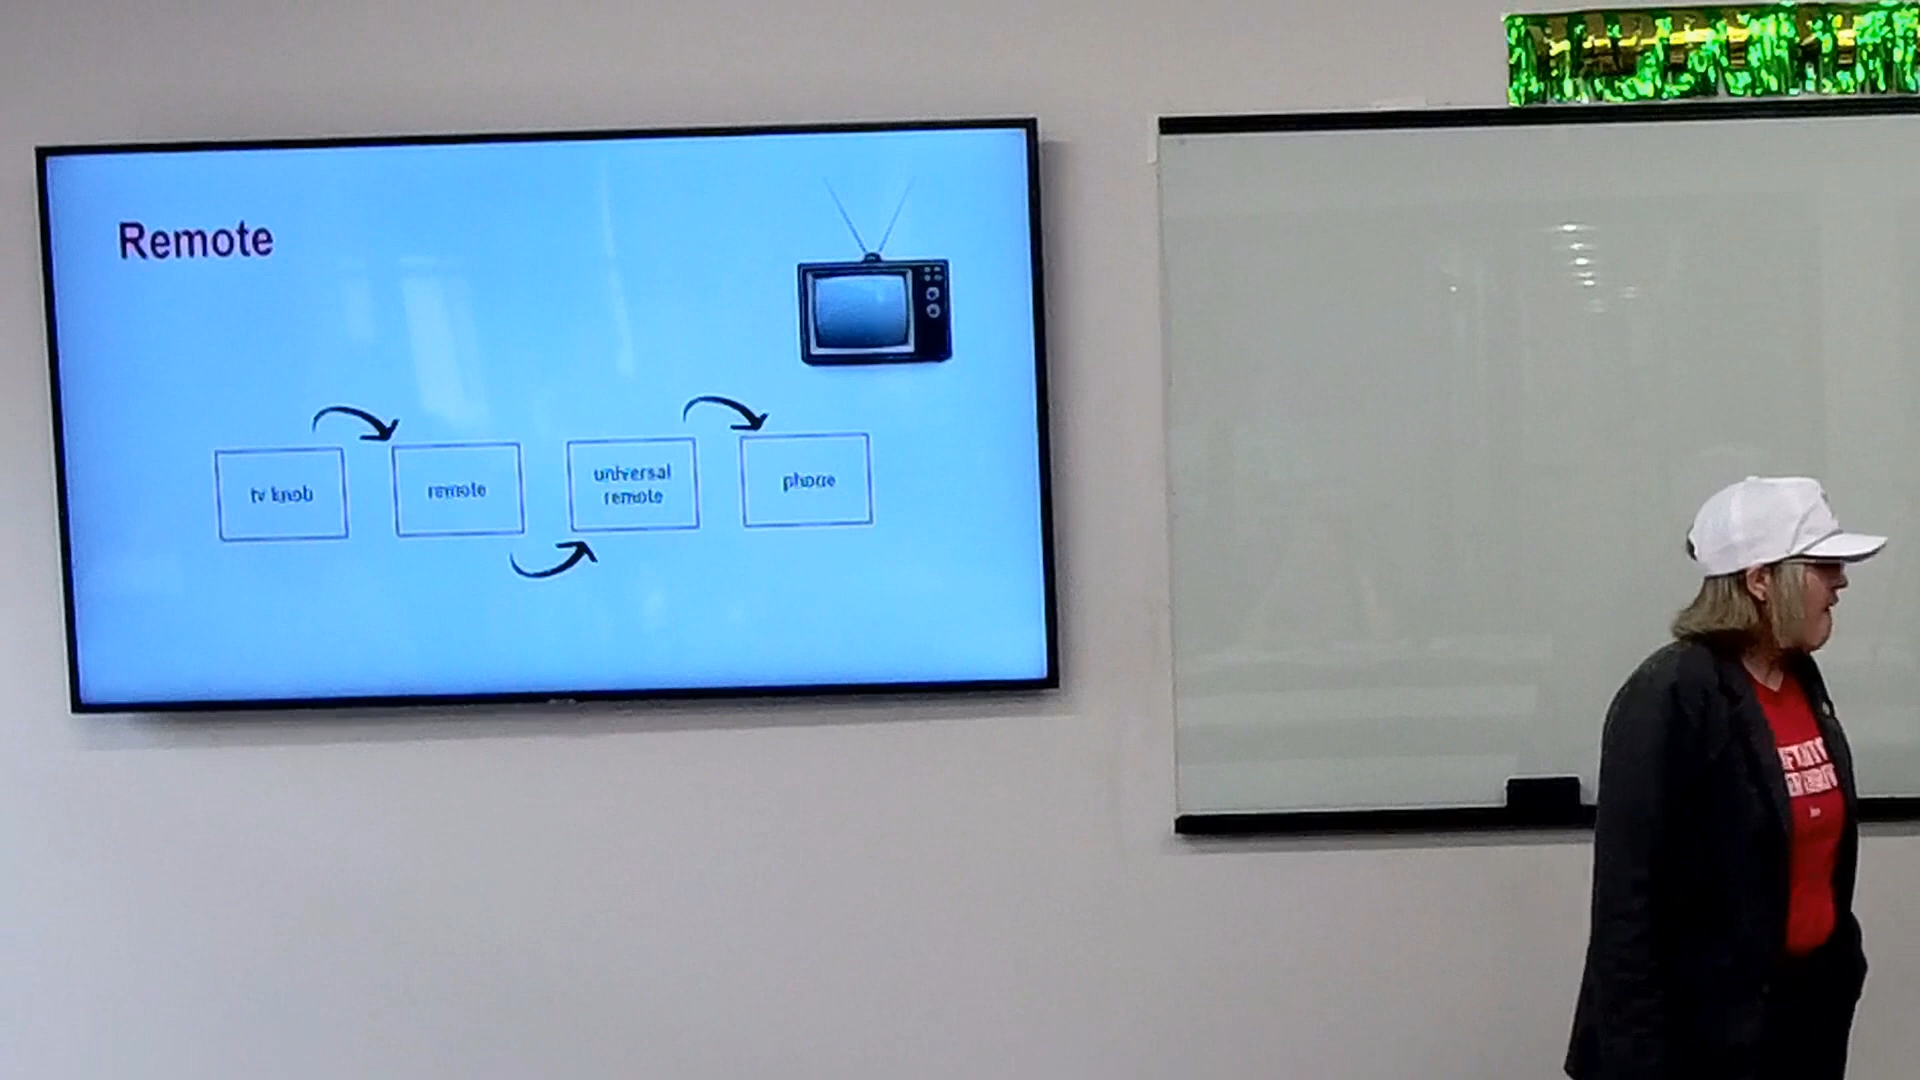 Remote
tv knob
remote
universal
remote
phone